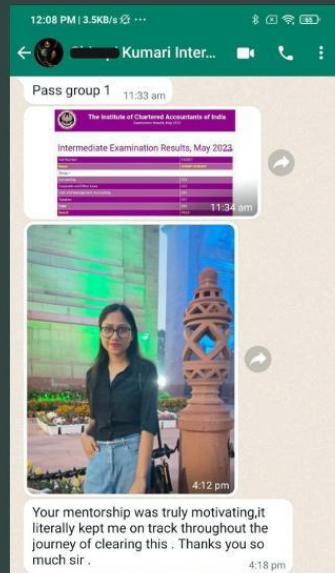 12:08 PM | 3.5KB/s
Kumari Inter...
Pass group 1
11:33 am
The Institute of Chartered Accountants of India
Intermediate Examination Results, May 2023
11:34 am
4:12 pm
Your mentorship was truly motivating,it
literally kept me on track throughout the
journey of clearing this . Thanks you so
much sir .
4:18 pm